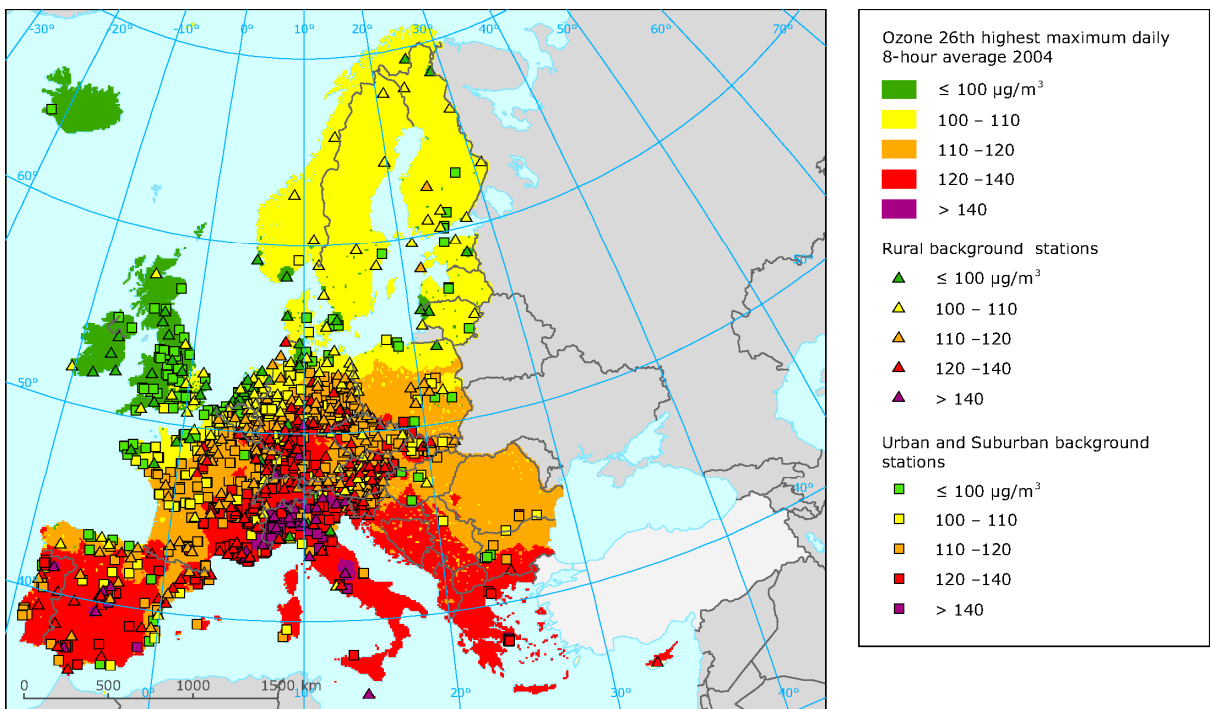 -30°
-20°
-10°
0°
10°
20°
30°
40°
50°
60°
70°
60°
50°
40°
50°
40°
0
500
1000
1500 km
0°
10°
20°
30°
40°
Ozone 26th highest maximum daily
8-hour average 2004
≤ 100 µg/m³
100 – 110
110 –120
120 –140
> 140
Rural background stations
≤ 100 µg/m³
100 – 110
110 –120
120 –140
> 140
Urban and Suburban background
stations
≤ 100 µg/m³
100 – 110
110 –120
120 –140
> 140